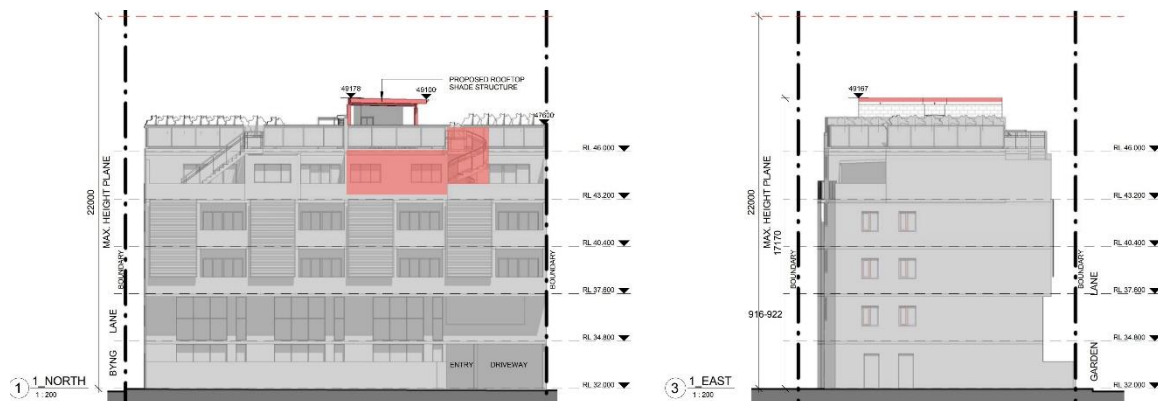 PROPOSED ROOFTOP
SHADE STRUCTURE
49178
49100
47600
RL 46.000
RL 43.200
RL 40.400
RL 37.600
RL 34.800
RL 32.000
22000
MAX. HEIGHT PLANE
BOUNDARY
BYNG LANE
BOUNDARY
ENTRY
DRIVEWAY
1
1_NORTH
1 : 200
49167
RL 46.000
RL 43.200
RL 40.400
RL 37.600
RL 34.800
RL 32.000
22000
MAX. HEIGHT PLANE
17170
BOUNDARY
916-922
BOUNDARY
GARDEN LANE
3
1_EAST
1 : 200